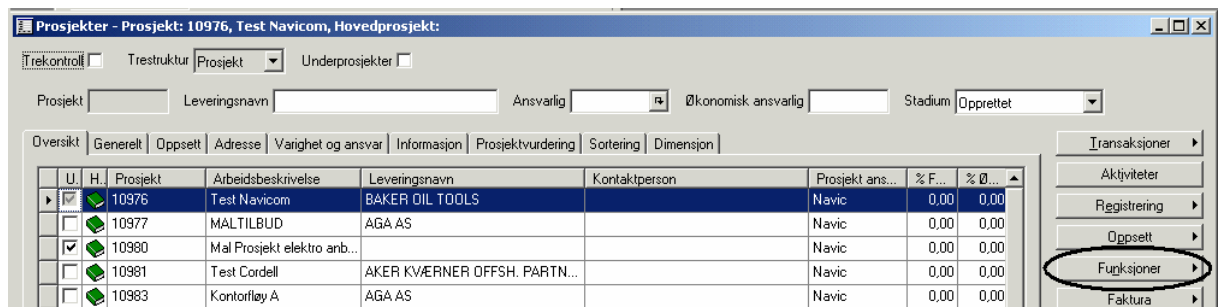 Prosjekter - Prosjekt: 10976, Test Navicom, Hovedprosjekt:
Trekontroll Trestruktur Prosjekt Underprosjekter
Prosjekt Leveringsnavn Ansvarlig Økonomisk ansvarlig Stadium Opprettet
Oversikt Generelt Oppsett Adresse Varighet og ansvar Informasjon Prosjektvurdering Sortering Dimensjon
Transaksjoner
U. H.. Prosjekt Arbeidsbeskrivelse Leveringsnavn Kontaktperson Prosjekt ans... % F... % Ø...
Aktiviteter
10976 Test Navicom BAKER OIL TOOLS Navic 0,00 0,00
Registrering
10977 MALTILBUD AGA AS Navic 0,00 0,00
Oppsett
10980 Mal Prosjekt elektro anb... Navic 0,00 0,00
10981 Test Cordell AKER KVÆRNER OFFSH. PARTN... Navic 0,00 0,00
Funksjoner
10983 Kontorfløy A AGA AS Navic 0,00 0,00
Faktura